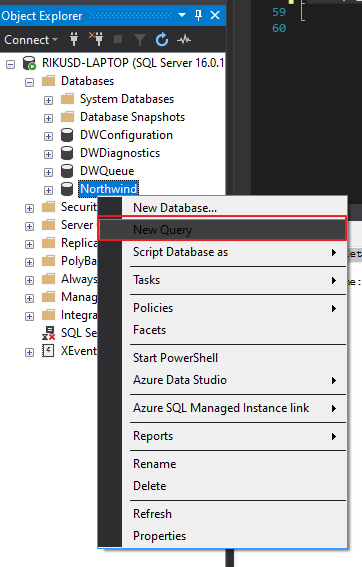 Object Explorer
59
60
Connect
RIKUSD-LAPTOP (SQL Server 16.0.1
Databases
System Databases
Database Snapshots
DWConfiguration
DWDiagnostics
DWQueue
Northwind
Securit
Server
Replica
PolyBa
Always
Manag
Integra
SQL Se
XEvent
New Database...
New Query
Script Database as
Tasks
Policies
Facets
Start PowerShell
Azure Data Studio
Azure SQL Managed Instance link
Reports
Rename
Delete
Refresh
Properties
let
me: